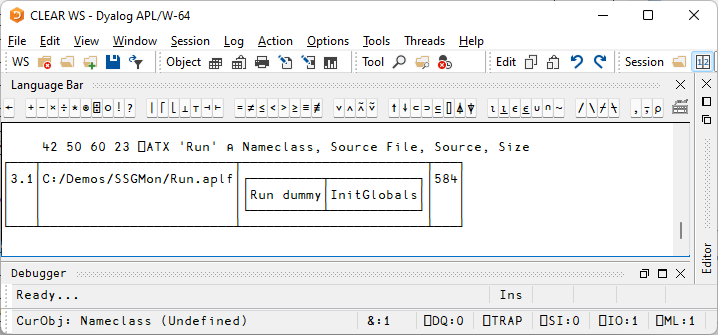 CLEAR WS - Dyalog APL/W-64
File Edit View Window Session Log Action Options Tools Threads Help
WS Object Tool Edit Session
Language Bar
← + - × ÷ * ⍟ ⌹ ○ ! ? | ⌈ ⌊ ⊥ ⊤ ⊣ ⊢ = ≠ ≤ < > ≥ ≡ ≢ ∨ ∧ ⍲ ⍱ ↑ ↓ ⊂ ⊃ ⊆ ⌷ ⍋ ⍒ ⍳ ⍸ ∊ ⍷ ∪ ∩ ~ / \ ⌿ ⍀ , ⍪ ⍴
42 50 60 23 ⎕ATX 'Run' ⍝ Nameclass, Source File, Source, Size
3.1 C:/Demos/SSGMon/Run.aplf Run dummy InitGlobals 584
Editor
Debugger
Ready... Ins
CurObj: Nameclass (Undefined) &:1 ⎕DQ:0 ⎕TRAP ⎕SI:0 ⎕IO:1 ⎕ML:1